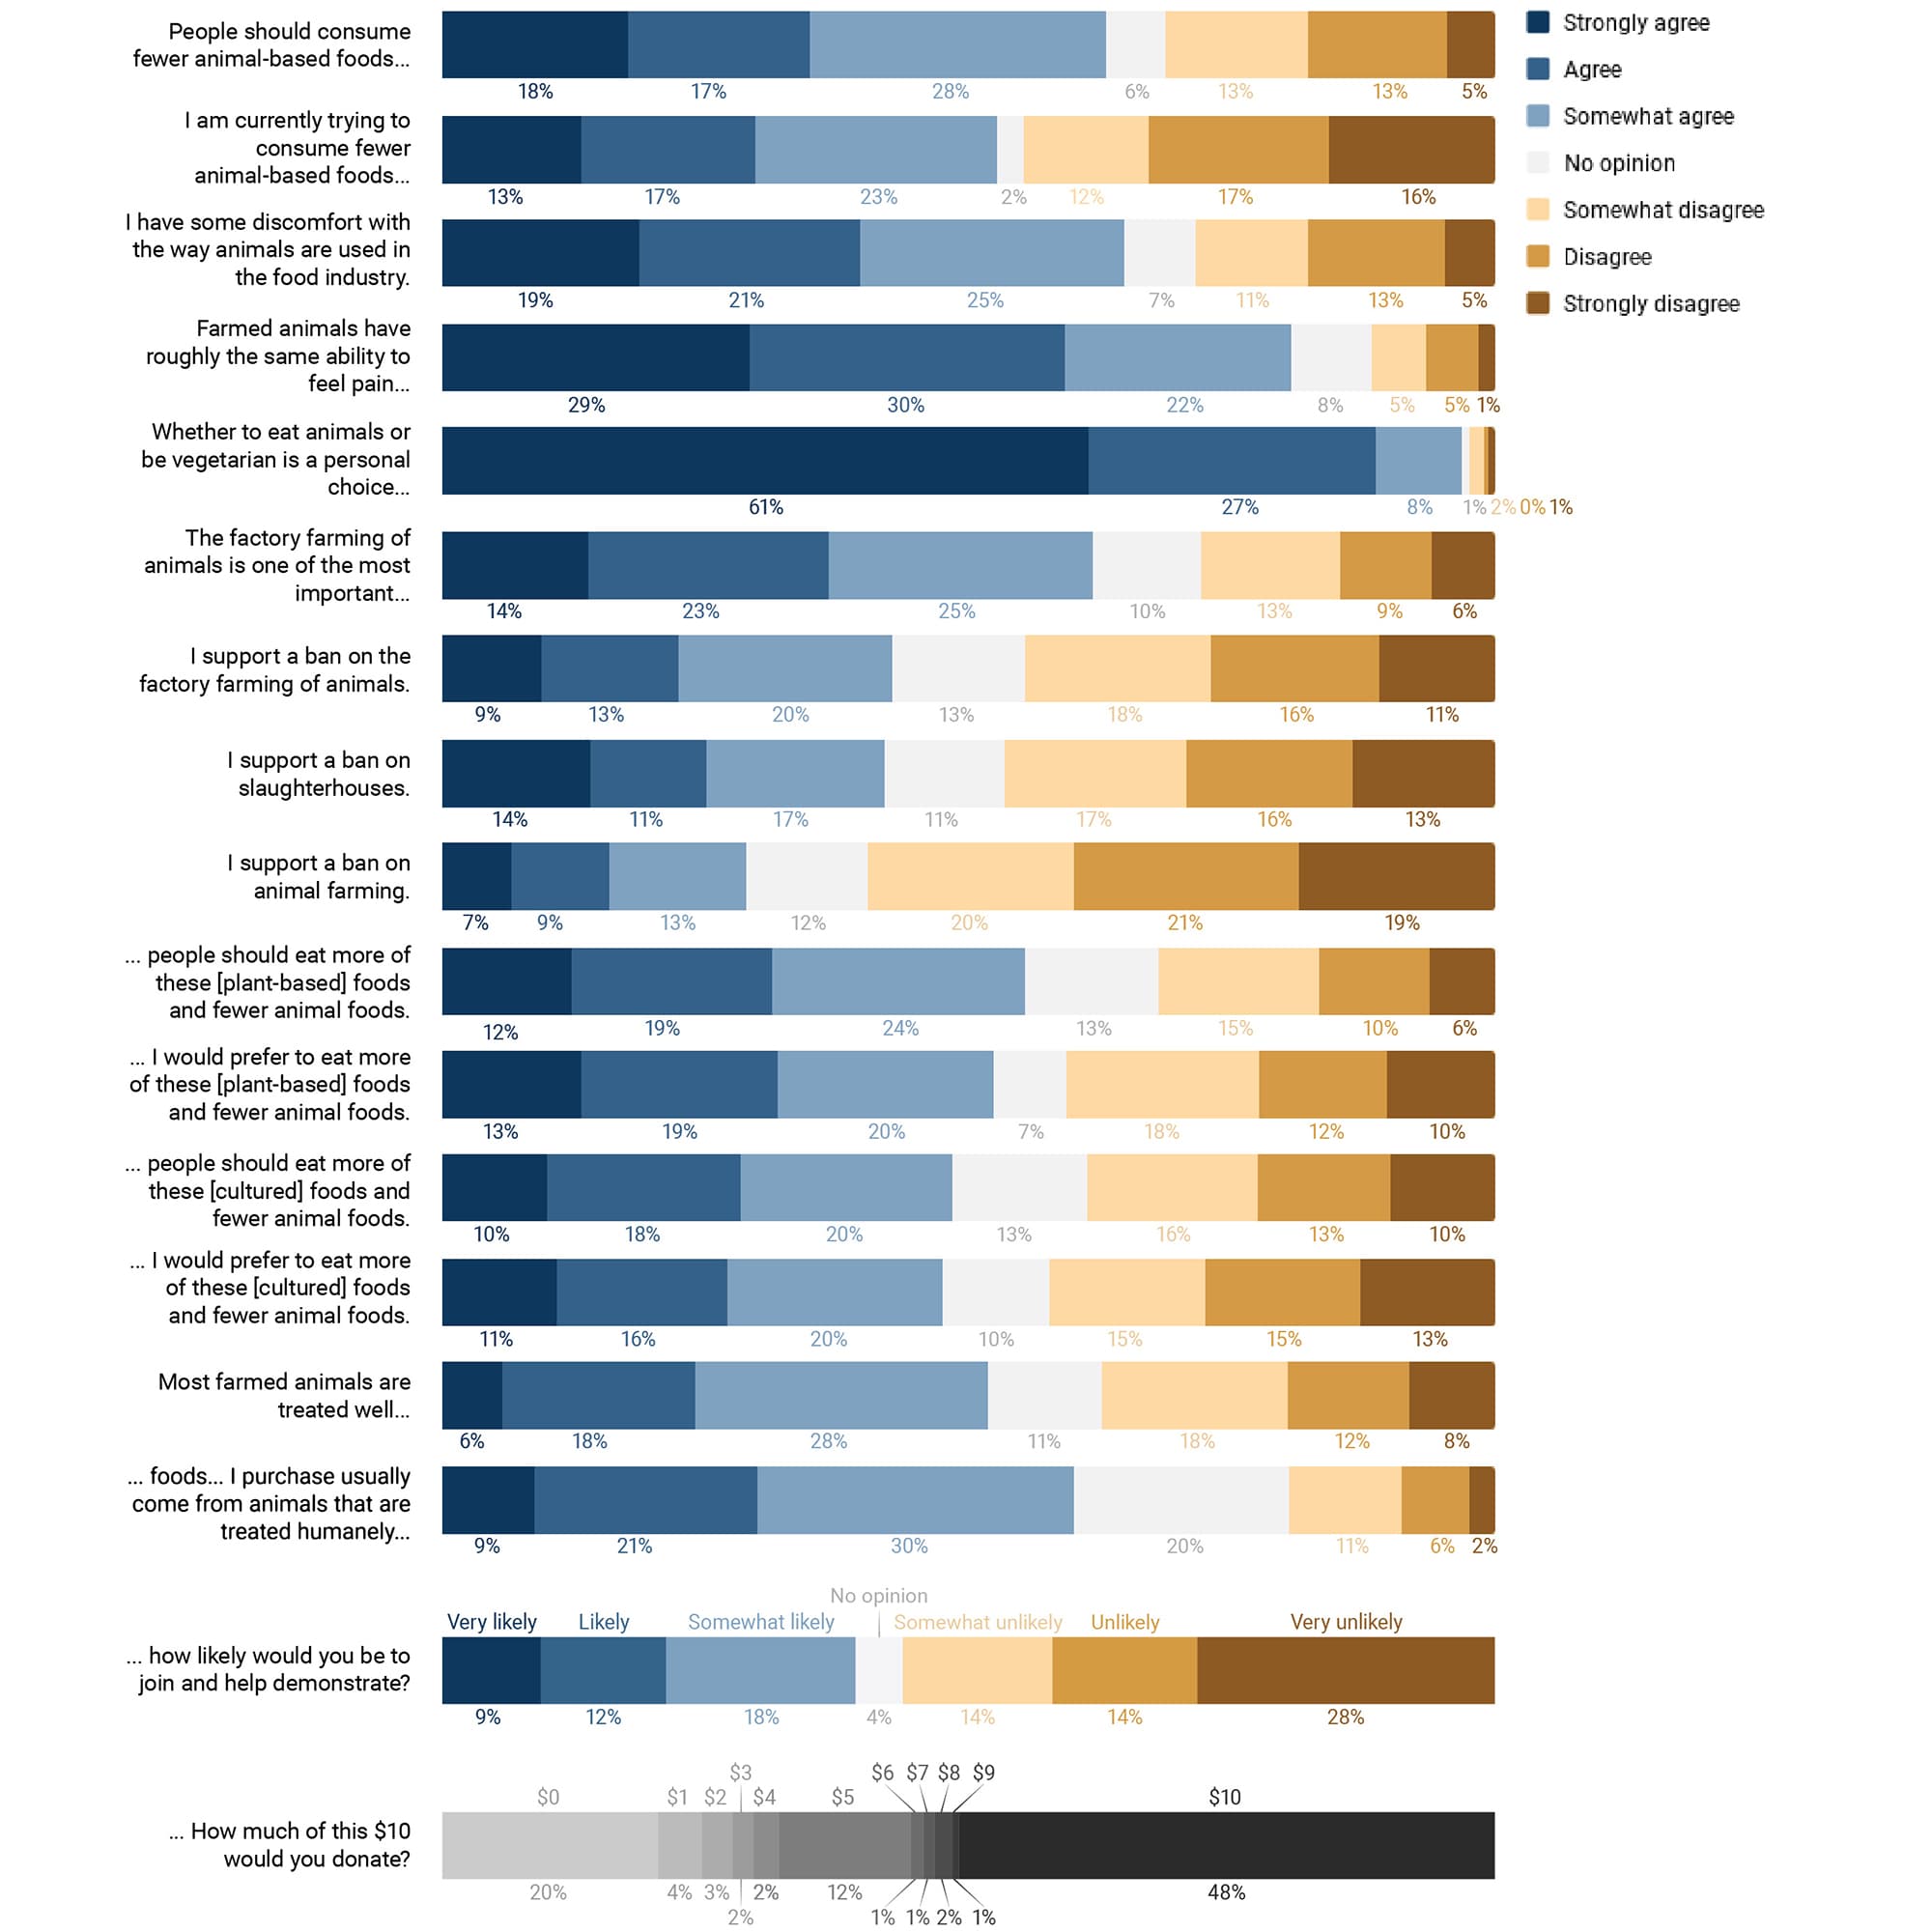 People should consume
fewer animal-based foods...
18% 17% 28% 6% 13% 13% 5%
Strongly agree
Agree
Somewhat agree
No opinion
Somewhat disagree
Disagree
Strongly disagree
I am currently trying to
consume fewer
animal-based foods...
13% 17% 23% 2% 12% 17% 16%
I have some discomfort with
the way animals are used in
the food industry.
19% 21% 25% 7% 11% 13% 5%
Farmed animals have
roughly the same ability to
feel pain...
29% 30% 22% 8% 5% 5% 1%
Whether to eat animals or
be vegetarian is a personal
choice...
61% 27% 8% 1% 2% 0% 1%
The factory farming of
animals is one of the most
important...
14% 23% 25% 10% 13% 9% 6%
I support a ban on the
factory farming of animals.
9% 13% 20% 13% 18% 16% 11%
I support a ban on
slaughterhouses.
14% 11% 17% 11% 17% 16% 13%
I support a ban on
animal farming.
7% 9% 13% 12% 20% 21% 19%
... people should eat more of
these [plant-based] foods
and fewer animal foods.
12% 19% 24% 13% 15% 10% 6%
... I would prefer to eat more
of these [plant-based] foods
and fewer animal foods.
13% 19% 20% 7% 18% 12% 10%
... people should eat more of
these [cultured] foods and
fewer animal foods.
10% 18% 20% 13% 16% 13% 10%
... I would prefer to eat more
of these [cultured] foods
and fewer animal foods.
11% 16% 20% 10% 15% 15% 13%
Most farmed animals are
treated well...
6% 18% 28% 11% 18% 12% 8%
... foods... I purchase usually
come from animals that are
treated humanely...
9% 21% 30% 20% 11% 6% 2%
No opinion
Very likely Likely Somewhat likely Somewhat unlikely Unlikely Very unlikely
... how likely would you be to
join and help demonstrate?
9% 12% 18% 4% 14% 14% 28%
$3 $6 $7 $8 $9
$0 $1 $2 $4 $5 $10
... How much of this $10
would you donate?
20% 4% 3% 2% 12% 48%
2% 1% 1% 2% 1%